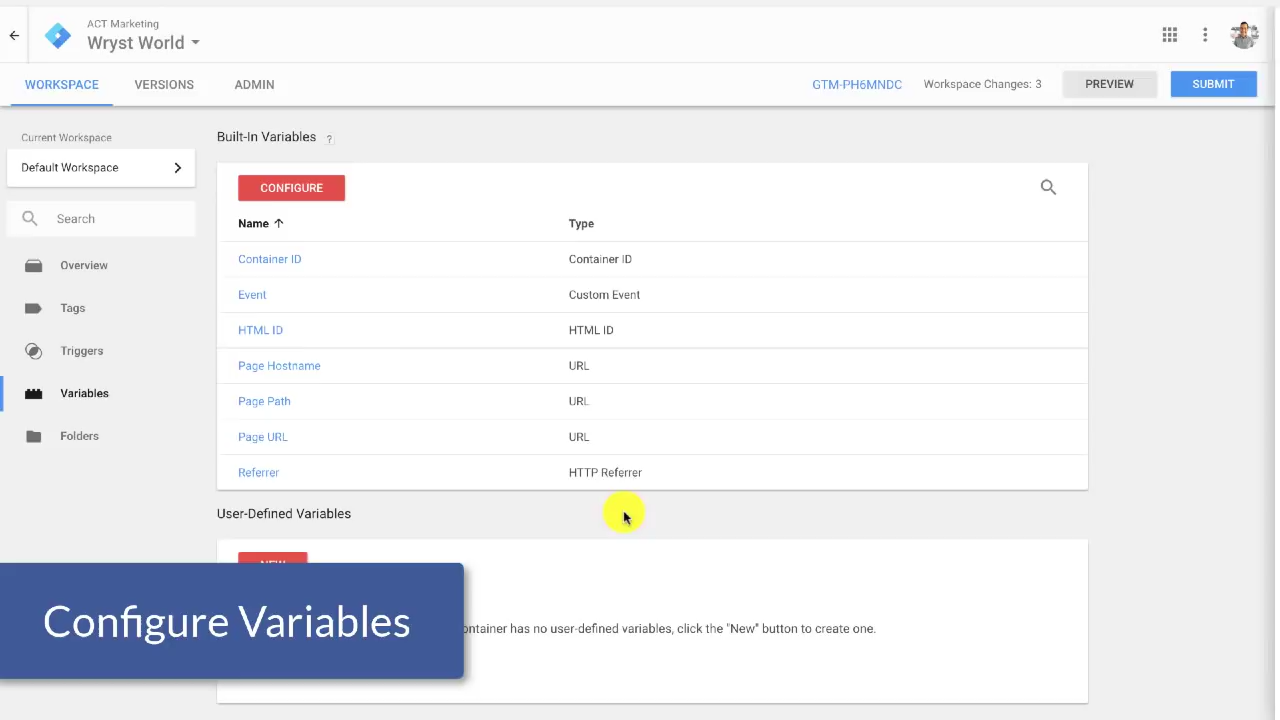 ACT Marketing
Wryst World
WORKSPACE VERSIONS ADMIN GTM-PH6MNDC Workspace Changes: 3 PREVIEW SUBMIT
Current Workspace
Default Workspace
Search
Overview
Tags
Triggers
Variables
Folders
Built-In Variables ?
CONFIGURE
Name Type
Container ID Container ID
Event Custom Event
HTML ID HTML ID
Page Hostname URL
Page Path URL
Page URL URL
Referrer HTTP Referrer
User-Defined Variables
NEW
ontainer has no user-defined variables, click the "New" button to create one.
Configure Variables